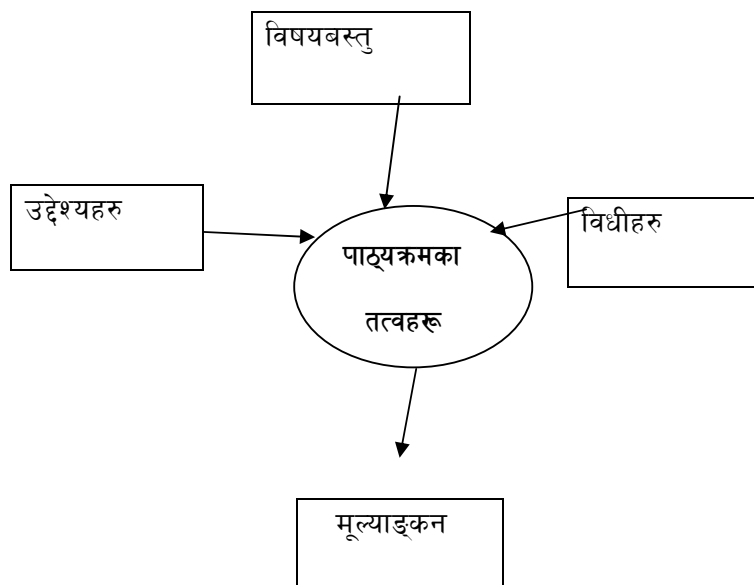 विषयबस्तु
उद्देश्यहरु
विधीहरु
पाठ्यक्रमका
तत्वहरू
मूल्याङ्कन